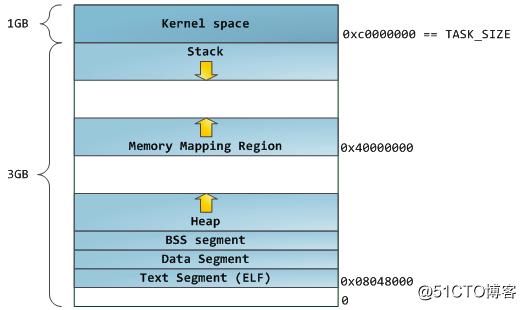 1GB
Kernel space
0xc0000000 == TASK_SIZE
Stack
Memory Mapping Region
0x40000000
3GB
Heap
BSS segment
Data Segment
Text Segment (ELF)
0x08048000
0
@51CTO博客